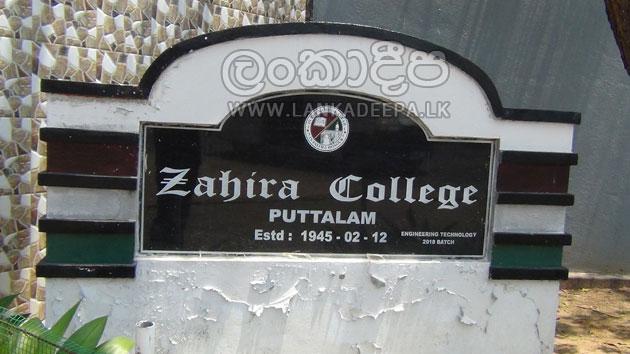 ලංකාදීප
WWW.LANKADEEPA.LK
Zahira College
PUTTALAM
Estd : 1945 - 02 - 12
ENGINEERING TECHNOLOGY
2018 BATCH